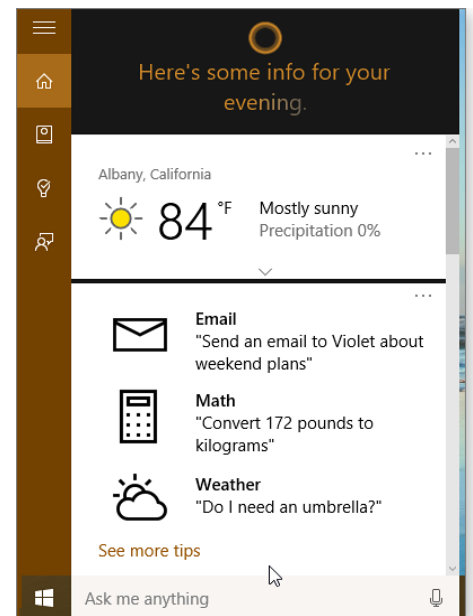 Here's some info for your
evening.
Albany, California
84 °F
Mostly sunny
Precipitation 0%
Email
"Send an email to Violet about
weekend plans"
Math
"Convert 172 pounds to
kilograms"
Weather
"Do I need an umbrella?"
See more tips
Ask me anything